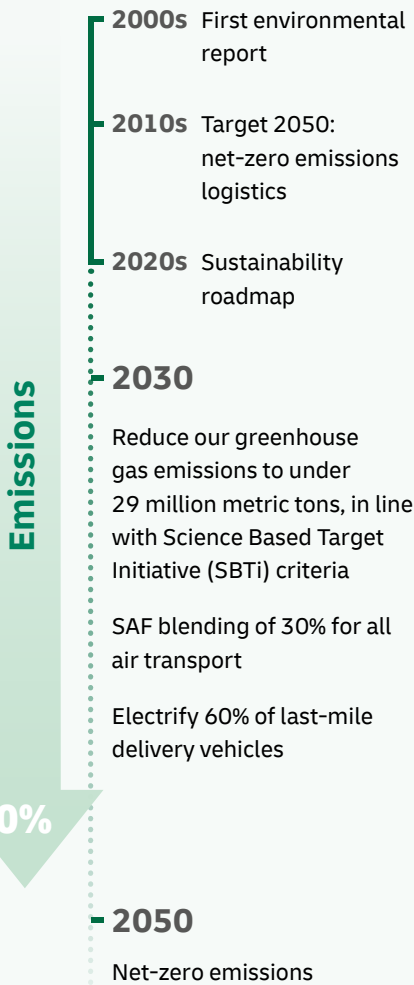 2000s First environmental
report
2010s Target 2050:
net-zero emissions
logistics
2020s Sustainability
roadmap
Emissions
2030
Reduce our greenhouse
gas emissions to under
29 million metric tons, in line
with Science Based Target
Initiative (SBTi) criteria
SAF blending of 30% for all
air transport
Electrify 60% of last-mile
delivery vehicles
0%
2050
Net-zero emissions